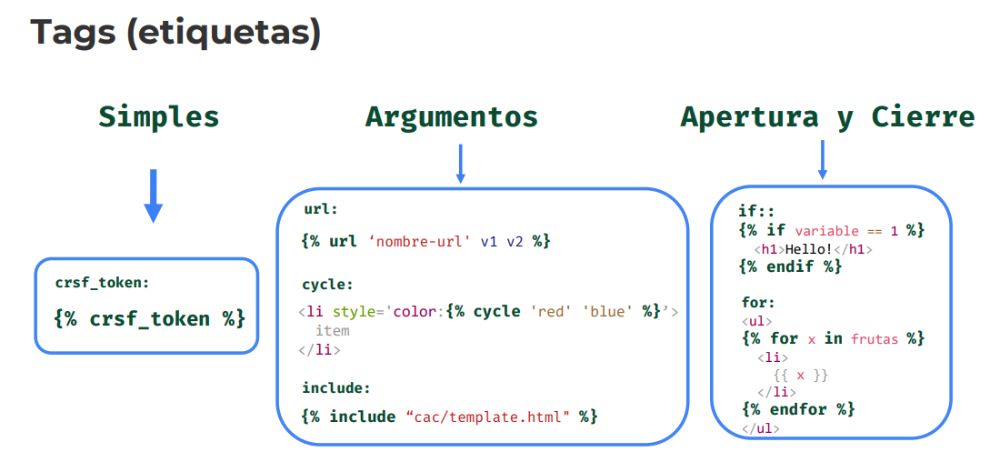 Tags (etiquetas)
Simples
crsf_token:
{% crsf_token %}
Argumentos
url:
{% url ‘nombre-url' v1 v2 %}
cycle:
<li style='color:{% cycle 'red' 'blue' %}’>
item
</li>
include:
{% include “cac/template.html" %}
Apertura y Cierre
if::
{% if variable == 1 %}
<h1>Hello!</h1>
{% endif %}
for:
<ul>
{% for x in frutas %}
<li>
{{ x }}
</li>
{% endfor %}
</ul>